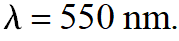 λ = 550 nm.